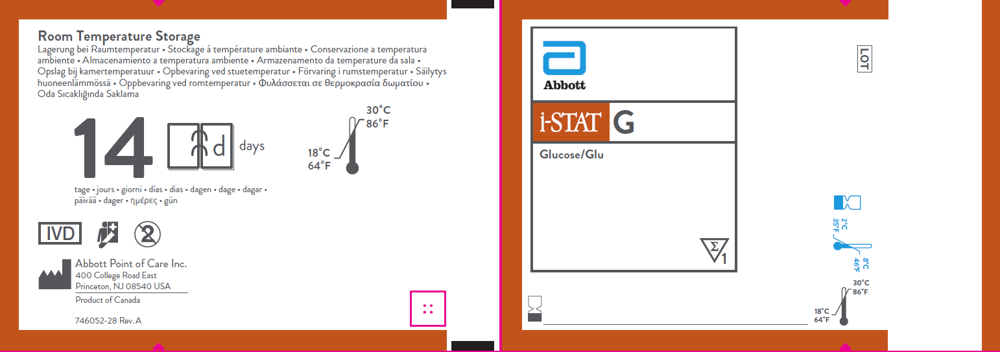 Room Temperature Storage
Lagerung bei Raumtemperatur • Stockage à température ambiante • Conservazione a temperatura
ambiente • Almacenamiento a temperatura ambiente • Armazenamento da temperature da sala •
Opslag bij kamertemperatuur • Opbevaring ved stuetemperatur • Förvaring i rumstemperatur • Säilytys
huoneenlämmössä • Oppbevaring ved romtemperatur • Φυλάσσεται σε θερμοκρασία δωματίου •
Oda Sıcaklığında Saklama
14 d days
30°C
86°F
18°C
64°F
tage • jours • giorni • días • dias • dagen • dage • dagar •
päivää • dager • ημέρες • gün
IVD
2
Abbott Point of Care Inc.
400 College Road East
Princeton, NJ 08540 USA
Product of Canada
746052-28 Rev. A
Abbott
i-STAT G
Glucose/Glu
Σ
1
LOT
2°C
35°F
8°C
46°F
30°C
86°F
18°C
64°F